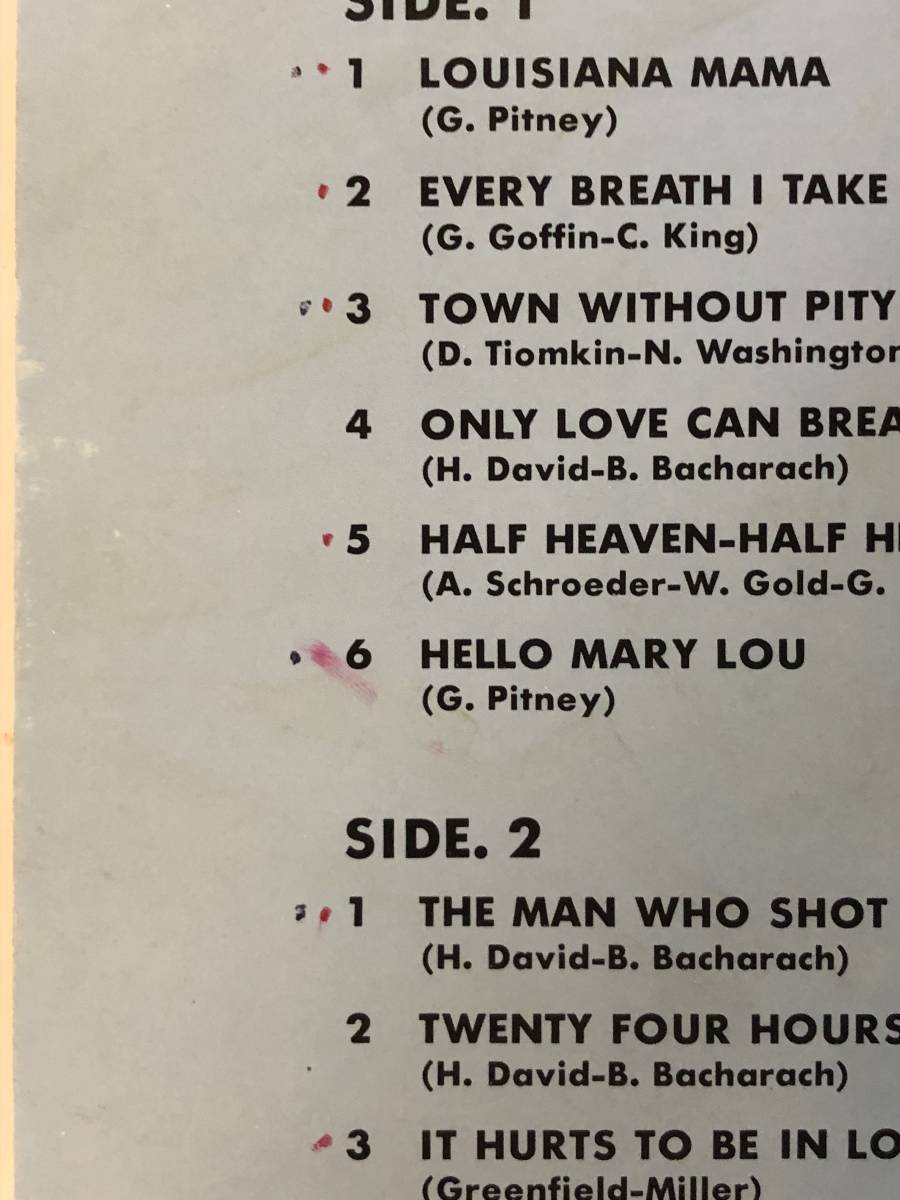 SIDE. 1
1 LOUISIANA MAMA
(G. Pitney)
2 EVERY BREATH I TAKE
(G. Goffin-C. King)
3 TOWN WITHOUT PITY
(D. Tiomkin-N. Washington
4 ONLY LOVE CAN BREA
(H. David-B. Bacharach)
5 HALF HEAVEN-HALF HE
(A. Schroeder-W. Gold-G.
6 HELLO MARY LOU
(G. Pitney)
SIDE. 2
1 THE MAN WHO SHOT
(H. David-B. Bacharach)
2 TWENTY FOUR HOURS
(H. David-B. Bacharach)
3 IT HURTS TO BE IN LO
(Greenfield-Miller)